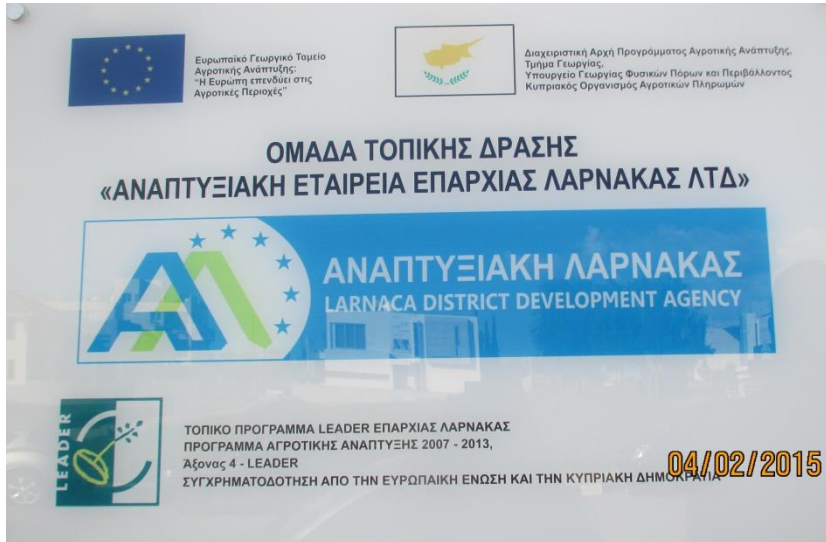 Ευρωπαϊκό Γεωργικό Ταμείο
Αγροτικής Ανάπτυξης:
"Η Ευρώπη επενδύει στις
Αγροτικές Περιοχές"
Διαχειριστική Αρχή Προγράμματος Αγροτικής Ανάπτυξης,
Τμήμα Γεωργίας,
Υπουργείο Γεωργίας Φυσικών Πόρων και Περιβάλλοντος
Κυπριακός Οργανισμός Αγροτικών Πληρωμών
ΟΜΑΔΑ ΤΟΠΙΚΗΣ ΔΡΑΣΗΣ
«ΑΝΑΠΤΥΞΙΑΚΗ ΕΤΑΙΡΕΙΑ ΕΠΑΡΧΙΑΣ ΛΑΡΝΑΚΑΣ ΛΤΔ»
ΑΝΑΠΤΥΞΙΑΚΗ ΛΑΡΝΑΚΑΣ
LARNACA DISTRICT DEVELOPMENT AGENCY
LEADER
ΤΟΠΙΚΟ ΠΡΟΓΡΑΜΜΑ LEADER ΕΠΑΡΧΙΑΣ ΛΑΡΝΑΚΑΣ
ΠΡΟΓΡΑΜΜΑ ΑΓΡΟΤΙΚΗΣ ΑΝΑΠΤΥΞΗΣ 2007 - 2013,
Άξονας 4 - LEADER
ΣΥΓΧΡΗΜΑΤΟΔΟΤΗΣΗ ΑΠΟ ΤΗΝ ΕΥΡΩΠΑΙΚΗ ΕΝΩΣΗ ΚΑΙ ΤΗΝ ΚΥΠΡΙΑΚΗ ΔΗΜΟΚΡΑΤΙΑ
04/02/2015